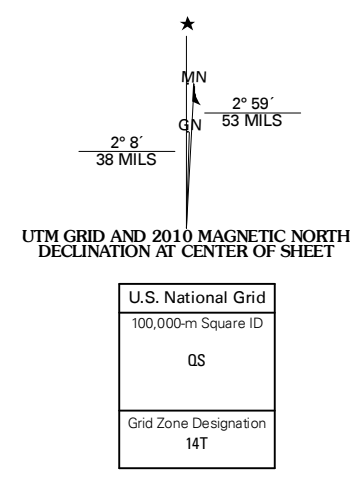 ★
MN
2° 59´
53 MILS
GN
2° 8´
38 MILS
UTM GRID AND 2010 MAGNETIC NORTH
DECLINATION AT CENTER OF SHEET
U.S. National Grid
100,000-m Square ID
QS
Grid Zone Designation
14T